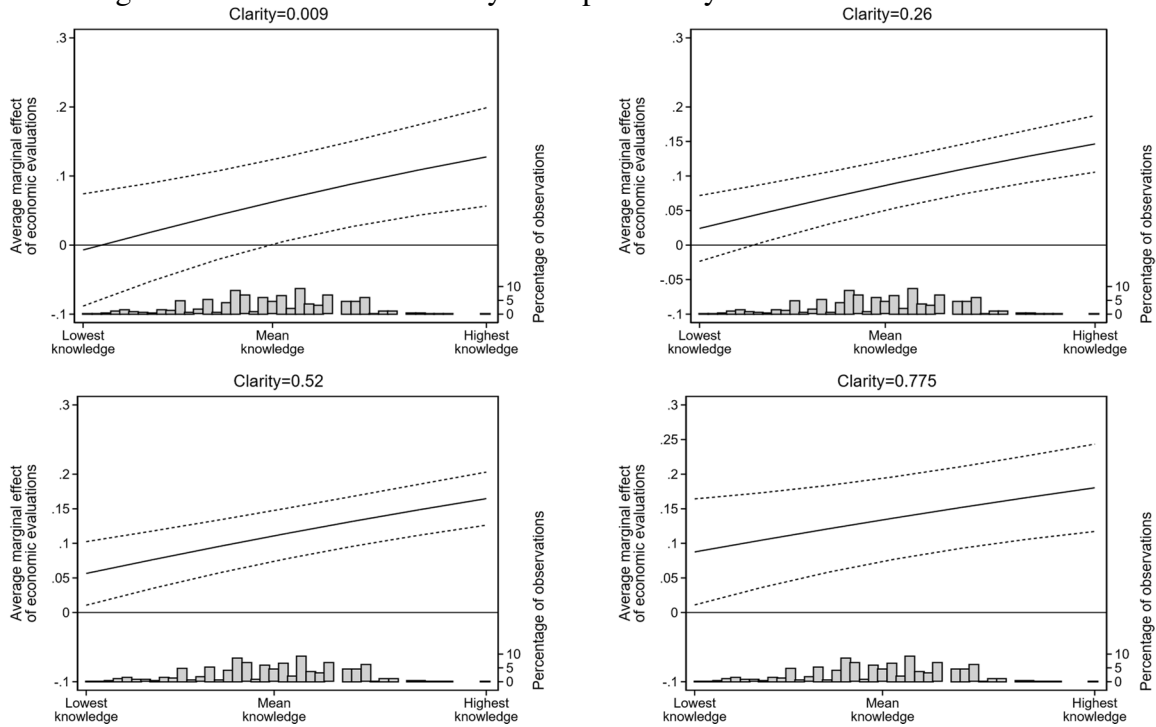 Clarity=0.009
.3
.2
.1
0
-.1
Average marginal effect
of economic evaluations
10
5
0
Percentage of observations
Lowest
knowledge
Mean
knowledge
Highest
knowledge
Clarity=0.26
.3
.2
.15
.1
.05
0
-.05
-.1
Average marginal effect
of economic evaluations
10
5
0
Percentage of observations
Lowest
knowledge
Mean
knowledge
Highest
knowledge
Clarity=0.52
.3
.2
.15
.1
.05
0
-.1
Average marginal effect
of economic evaluations
10
5
0
Percentage of observations
Lowest
knowledge
Mean
knowledge
Highest
knowledge
Clarity=0.775
.3
.25
.2
.15
.1
.05
0
-.1
Average marginal effect
of economic evaluations
10
5
0
Percentage of observations
Lowest
knowledge
Mean
knowledge
Highest
knowledge